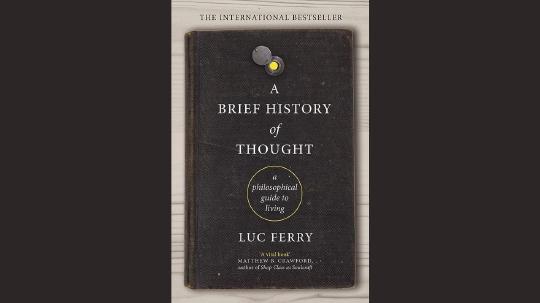 THE INTERNATIONAL BESTSELLER
A
BRIEF HISTORY
of
THOUGHT
a
philosophical
guide to
living
LUC FERRY
'A vital book'
MATTHEW B. CRAWFORD,
author of Shop Class as Soulcraft